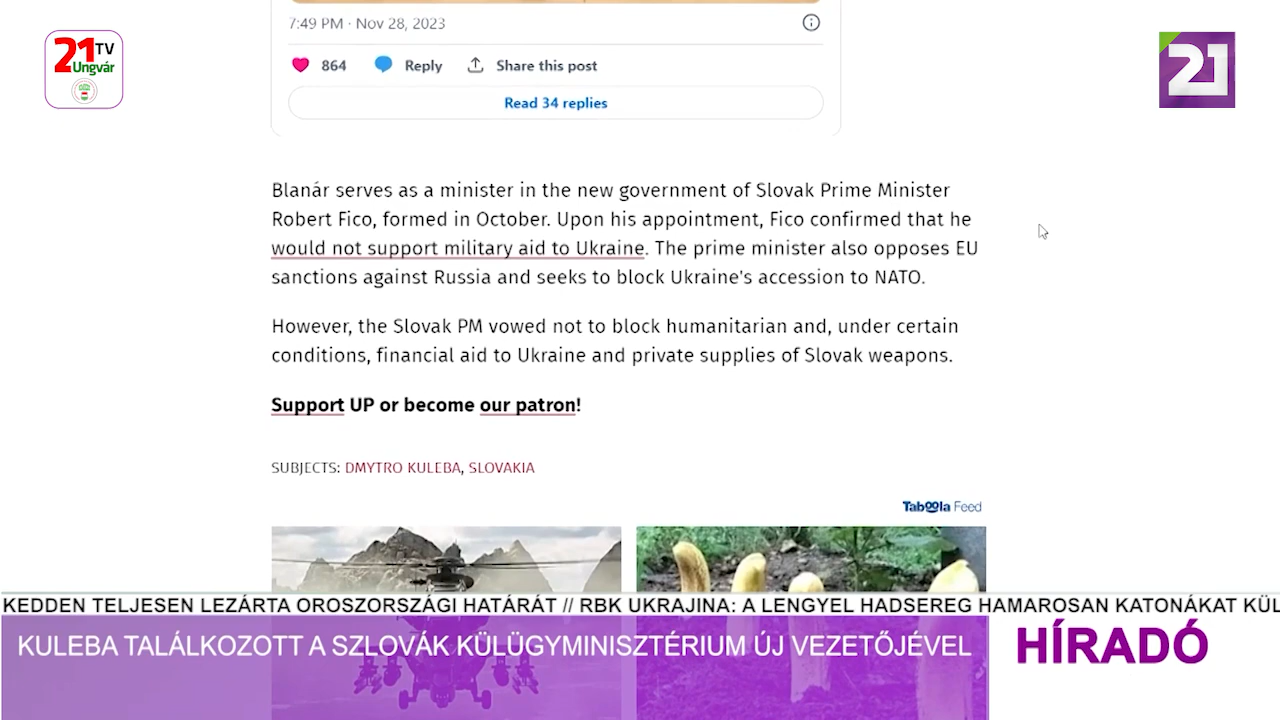 7:49 PM · Nov 28, 2023
21 TV
Ungvár
21
864 Reply Share this post
Read 34 replies
Blanár serves as a minister in the new government of Slovak Prime Minister
Robert Fico, formed in October. Upon his appointment, Fico confirmed that he
would not support military aid to Ukraine. The prime minister also opposes EU
sanctions against Russia and seeks to block Ukraine's accession to NATO.
However, the Slovak PM vowed not to block humanitarian and, under certain
conditions, financial aid to Ukraine and private supplies of Slovak weapons.
Support UP or become our patron!
SUBJECTS: DMYTRO KULEBA, SLOVAKIA
Taboola Feed
KEDDEN TELJESEN LEZÁRTA OROSZORSZÁGI HATÁRÁT // RBK UKRAJINA: A LENGYEL HADSEREG HAMAROSAN KATONÁKAT KÜL
KULEBA TALÁLKOZOTT A SZLOVÁK KÜLÜGYMINISZTÉRIUM ÚJ VEZETŐJÉVEL
HÍRADÓ